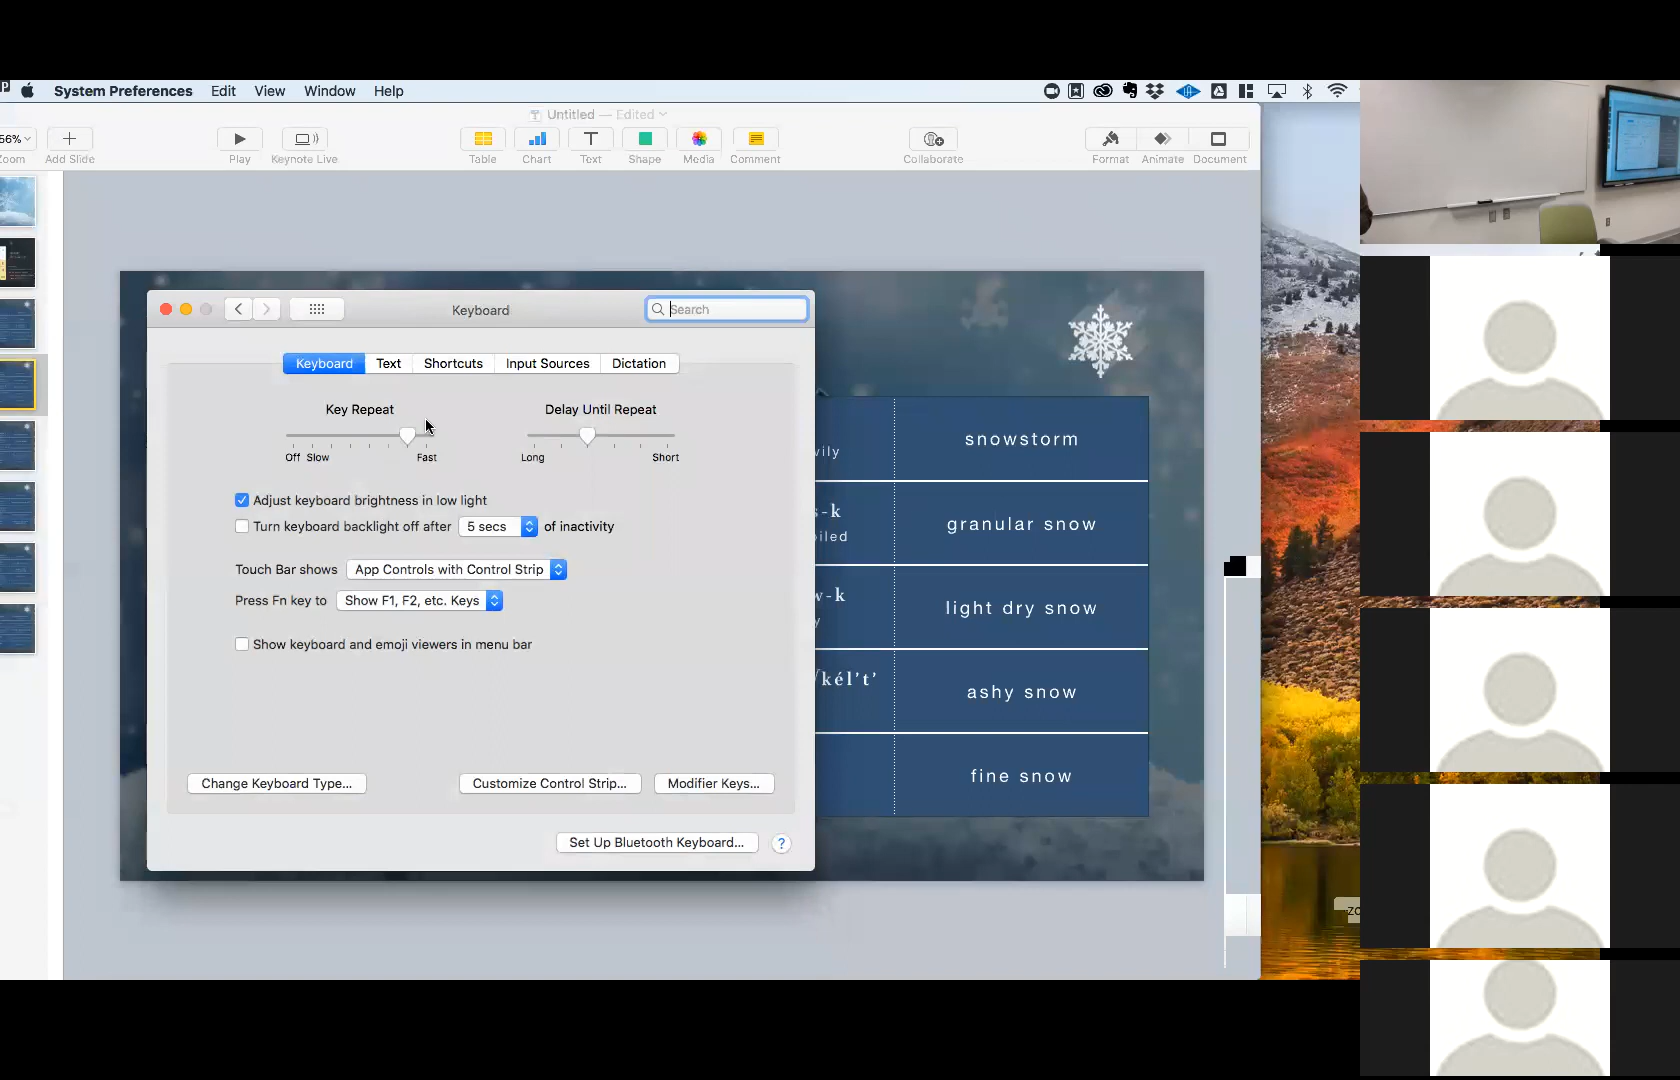 System Preferences Edit View Window Help
Untitled — Edited
56%
Zoom Add Slide Play Keynote Live Table Chart Text Shape Media Comment Collaborate Format Animate Document
Keyboard
Search
Keyboard Text Shortcuts Input Sources Dictation
Key Repeat Delay Until Repeat
Off Slow Fast Long Short
Adjust keyboard brightness in low light
Turn keyboard backlight off after 5 secs of inactivity
Touch Bar shows App Controls with Control Strip
Press Fn key to Show F1, F2, etc. Keys
Show keyboard and emoji viewers in menu bar
Change Keyboard Type... Customize Control Strip... Modifier Keys...
Set Up Bluetooth Keyboard... ?
snowstorm
vily
s-k
granular snow
iled
w-k
light dry snow
y
√kél’t’
ashy snow
fine snow